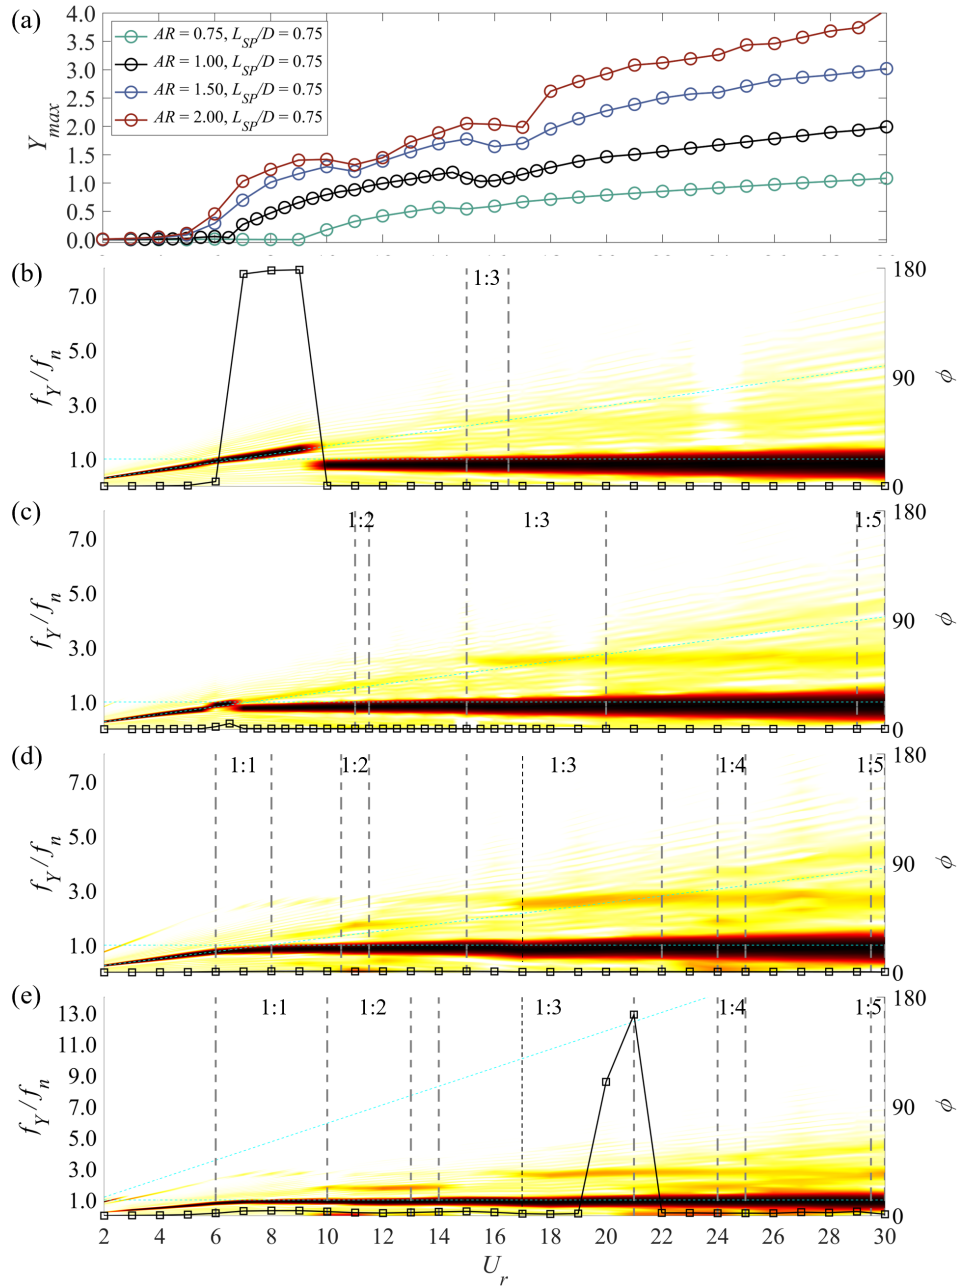 (a)
4.0
3.5
3.0
2.5
2.0
1.5
1.0
0.5
0.0
Y_max
AR = 0.75, L_SP/D = 0.75
AR = 1.00, L_SP/D = 0.75
AR = 1.50, L_SP/D = 0.75
AR = 2.00, L_SP/D = 0.75
(b)
7.0
5.0
3.0
1.0
f_Y/f_n
1:3
180
90
0
ϕ
(c)
7.0
5.0
3.0
1.0
f_Y/f_n
1:2
1:3
1:5
180
90
0
ϕ
(d)
7.0
5.0
3.0
1.0
f_Y/f_n
1:1
1:2
1:3
1:4
1:5
180
90
0
ϕ
(e)
13.0
11.0
9.0
7.0
5.0
3.0
1.0
f_Y/f_n
1:1
1:2
1:3
1:4
1:5
180
90
0
ϕ
2 4 6 8 10 12 14 16 18 20 22 24 26 28 30
U_r